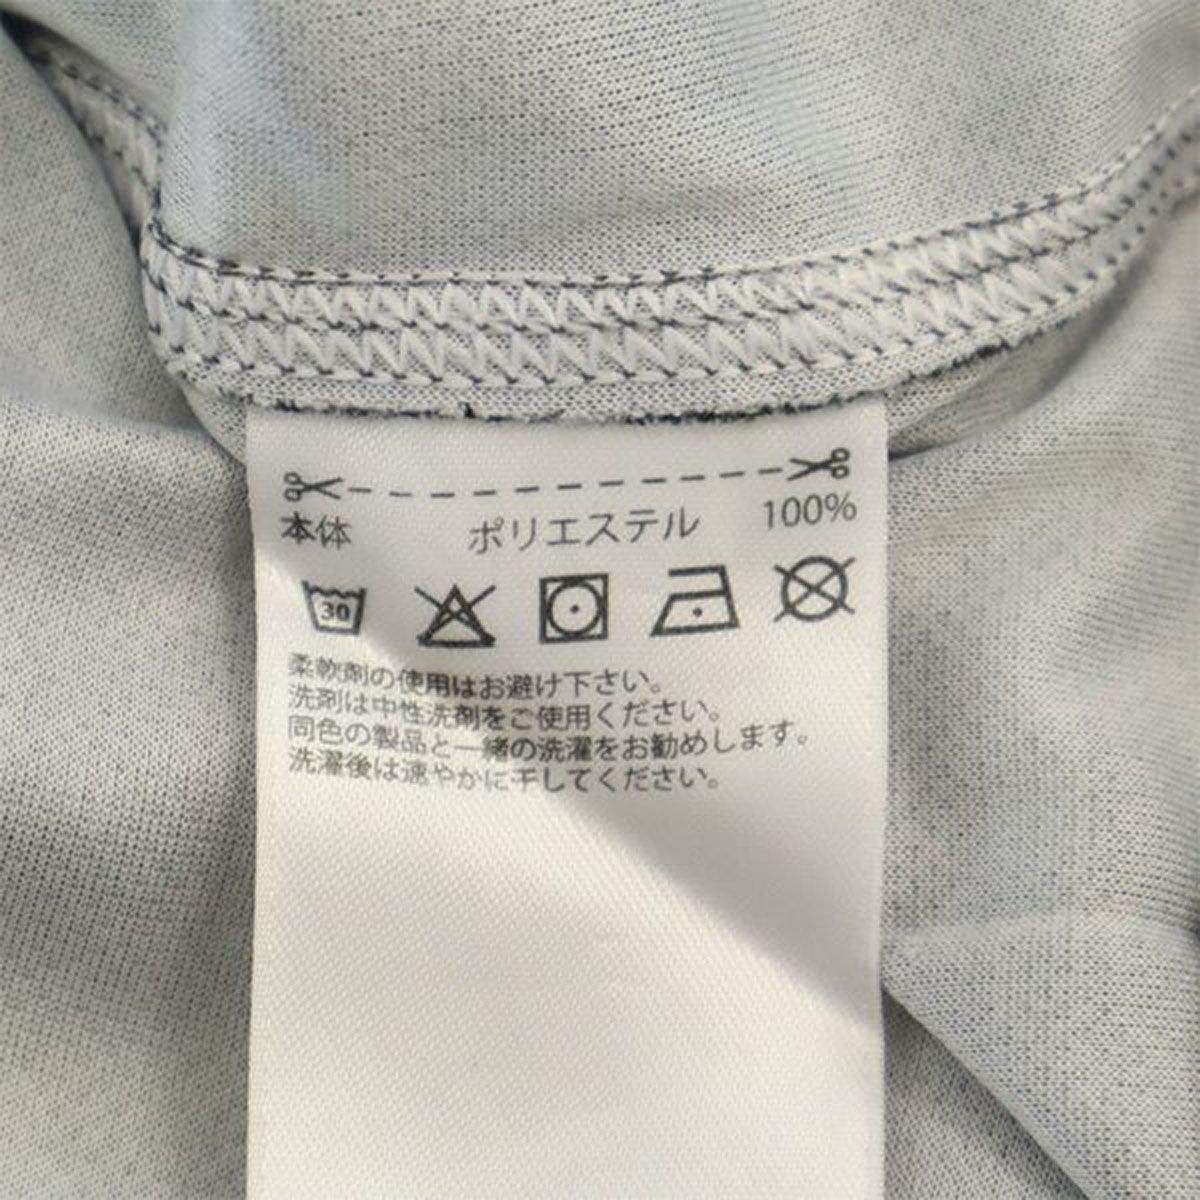 本体 ポリエステル 100%
30
柔軟剤の使用はお避け下さい。
洗剤は中性洗剤をご使用ください。
同色の製品と一緒の洗濯をお勧めします。
洗濯後は速やかに干してください。